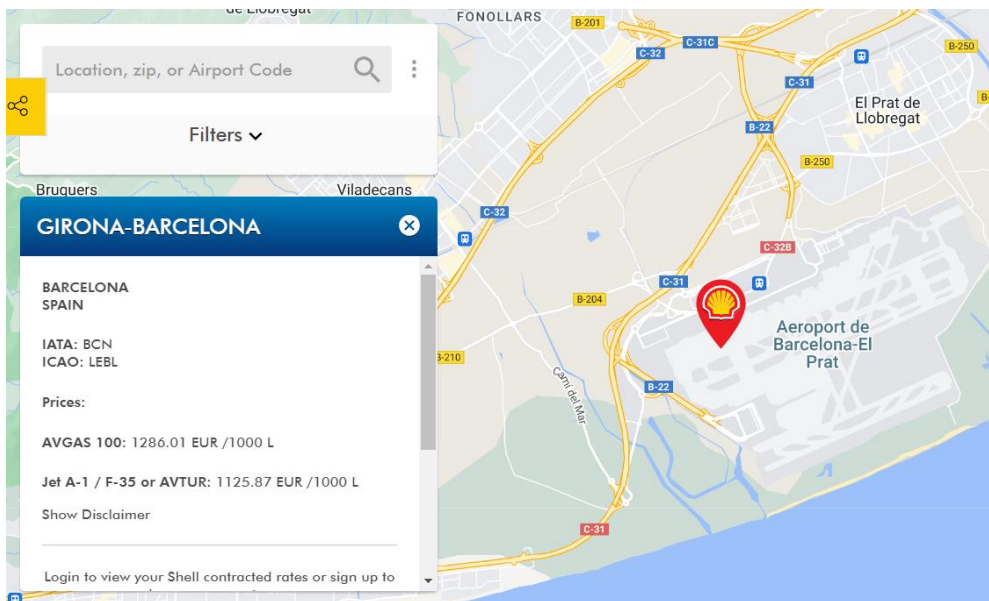 de Llobregat
FONOLLARS
B-201
C-31C
C-32
B-250
Location, zip, or Airport Code
C-31
El Prat de
Llobregat
Filters
B-22
B-250
Bruquers
Viladecans
C-32
GIRONA-BARCELONA
C-32B
BARCELONA
SPAIN
C-31
B-204
IATA: BCN
ICAO: LEBL
Aeroport de
Barcelona-El
Prat
B-210
Camí del Mar
B-22
Prices:
AVGAS 100: 1286.01 EUR /1000 L
Jet A-1 / F-35 or AVTUR: 1125.87 EUR /1000 L
Show Disclaimer
C-31
Login to view your Shell contracted rates or sign up to